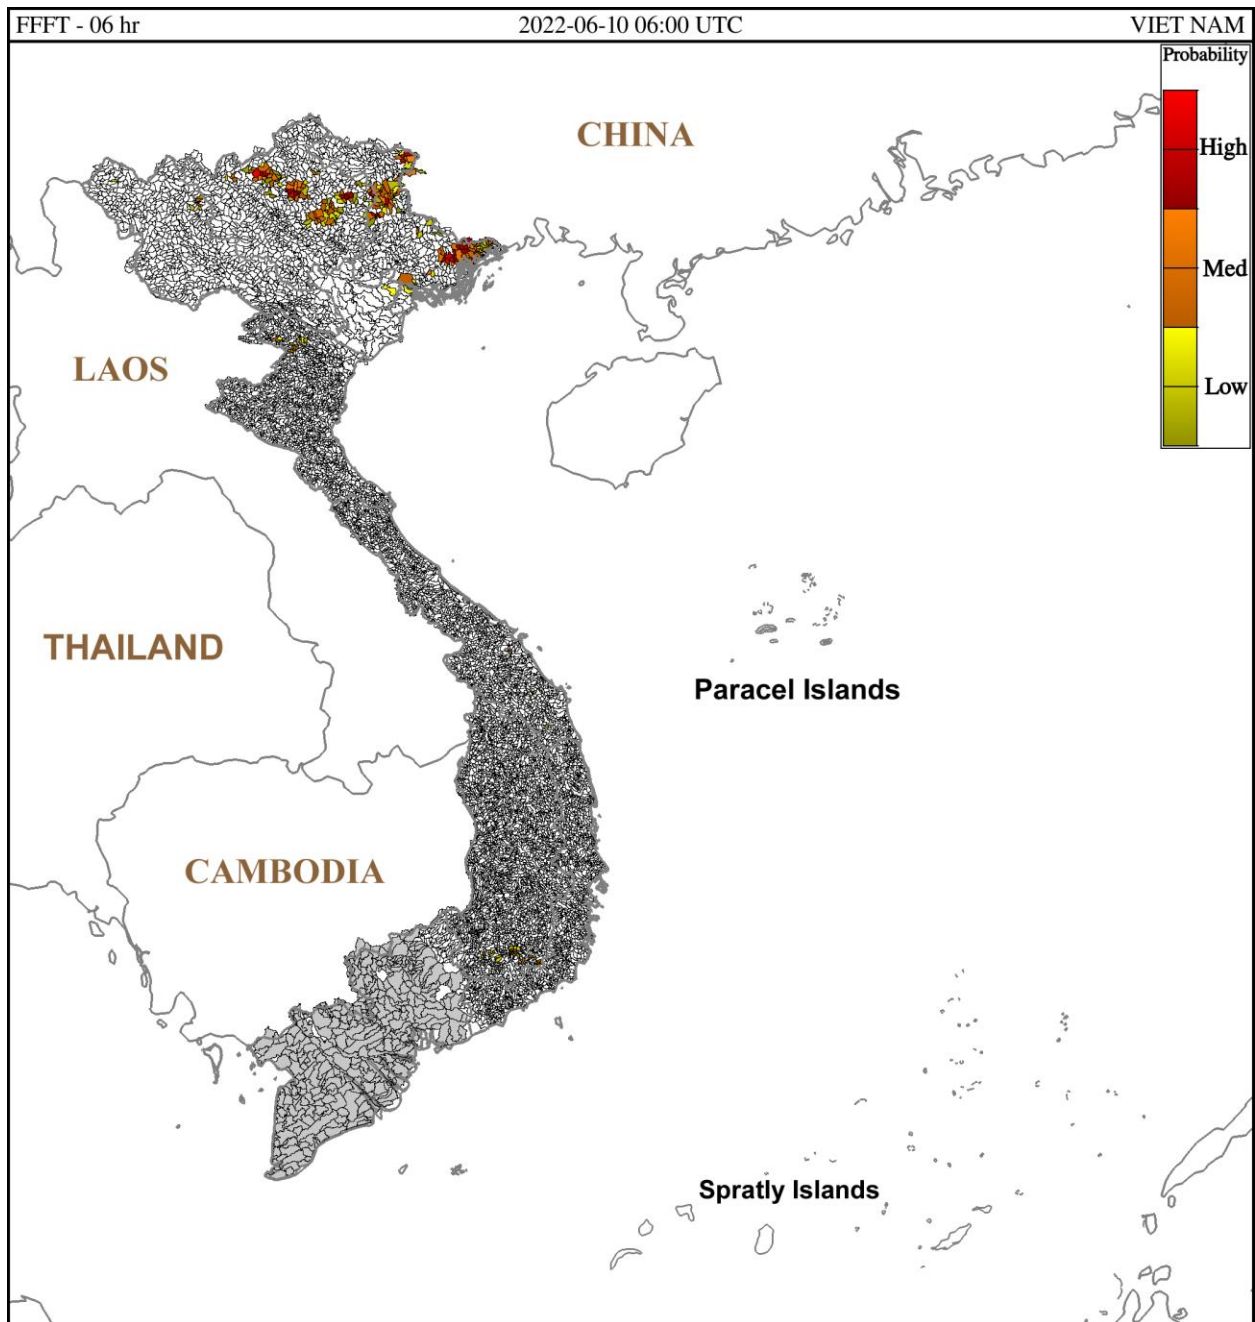 FFFT - 06 hr 2022-06-10 06:00 UTC VIET NAM
Probability
CHINA
High
Med
LAOS
Low
THAILAND
Paracel Islands
CAMBODIA
Spratly Islands